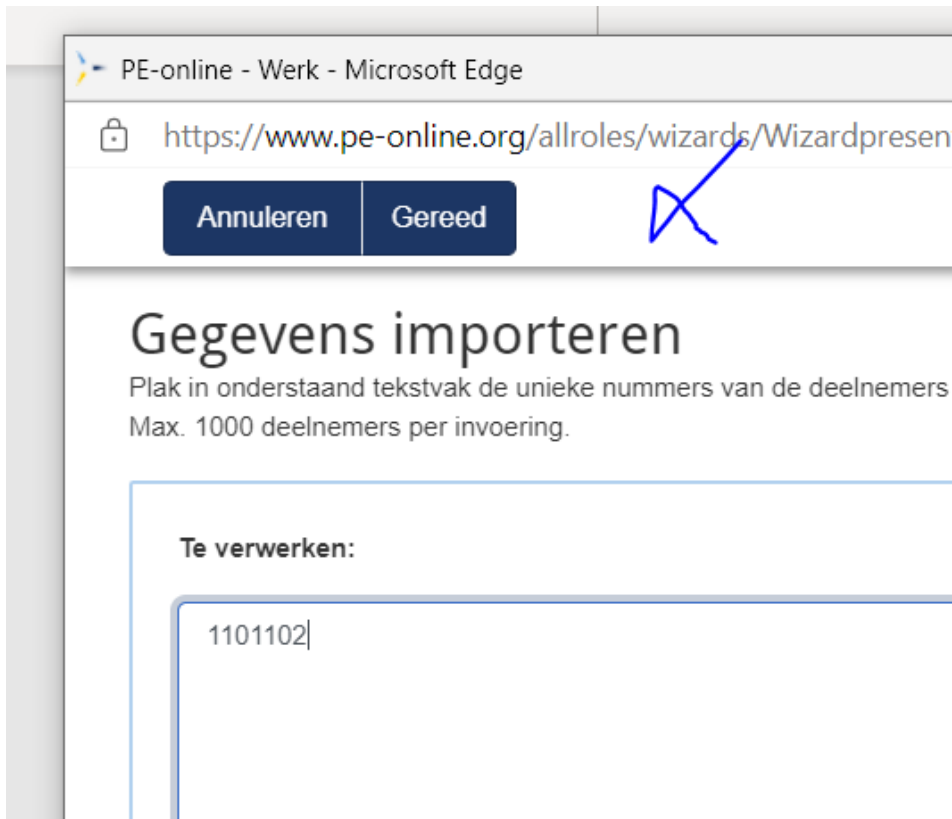 PE-online - Werk - Microsoft Edge
https://www.pe-online.org/allroles/wizards/Wizardpresen
Annuleren Gereed
Gegevens importeren
Plak in onderstaand tekstvak de unieke nummers van de deelnemers
Max. 1000 deelnemers per invoering.
Te verwerken:
1101102